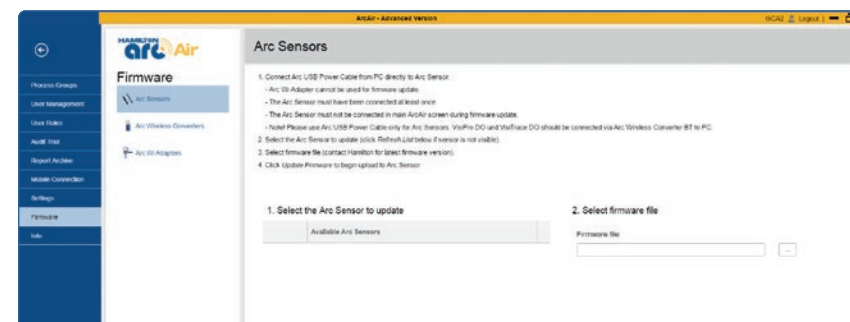 ArcAir - Advanced Version
GCA2 Logout |
HAMILTON
arc Air
Process Groups
User Management
User Roles
Audit Trail
Report Archive
Mobile Connection
Settings
Firmware
Info
Firmware
Arc Sensors
Arc Wireless Converters
Arc Wi Adapters
Arc Sensors
1. Connect Arc USB Power Cable from PC directly to Arc Sensor.
- Arc Wi-Adapter cannot be used for firmware update.
- The Arc Sensor must have been connected at least once.
- The Arc Sensor must not be connected in main ArcAir screen during firmware update.
- Note! Please use Arc USB Power Cable only for Arc Sensors. VisiPro DO and VisiTrace DO should be connected via Arc Wireless Converter BT to PC.
2. Select the Arc Sensor to update (click Refresh List below if sensor is not visible).
3. Select firmware file (contact Hamilton for latest firmware version).
4. Click Update Firmware to begin upload to Arc Sensor.
1. Select the Arc Sensor to update
Available Arc Sensors
2. Select firmware file
Firmware file
...